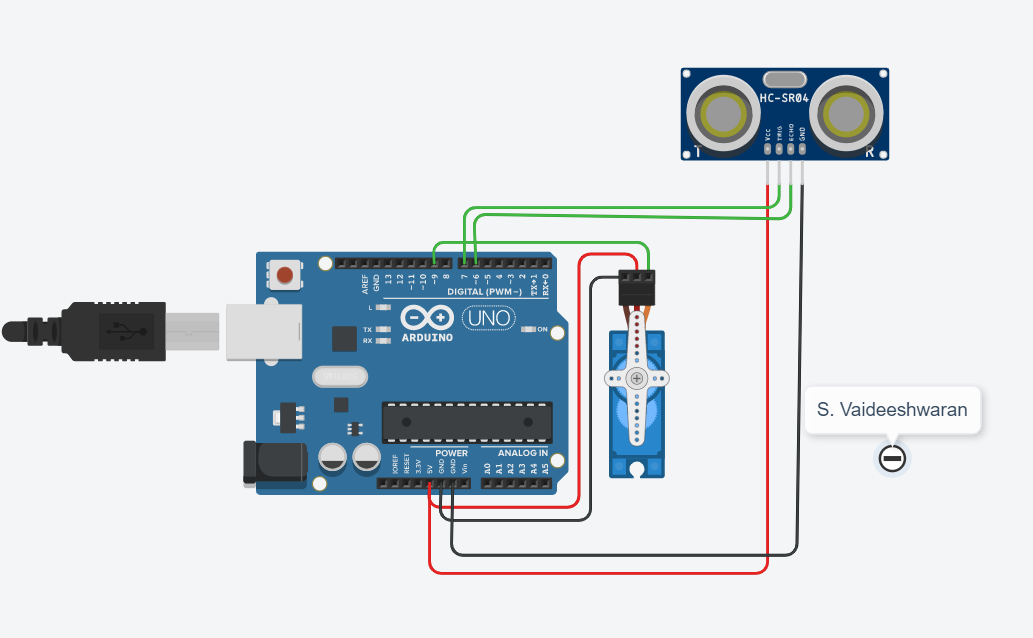 HC-SR04
VCC
TRIG
ECHO
GND
T
R
AREF
GND
13
12
~11
~10
~9
8
7
~6
~5
4
~3
2
TX→1
RX←0
DIGITAL (PWM~)
L
TX
RX
ARDUINO
UNO
ON
S. Vaideeshwaran
POWER
ANALOG IN
IOREF
RESET
3.3V
5V
GND
GND
Vin
A0
A1
A2
A3
A4
A5